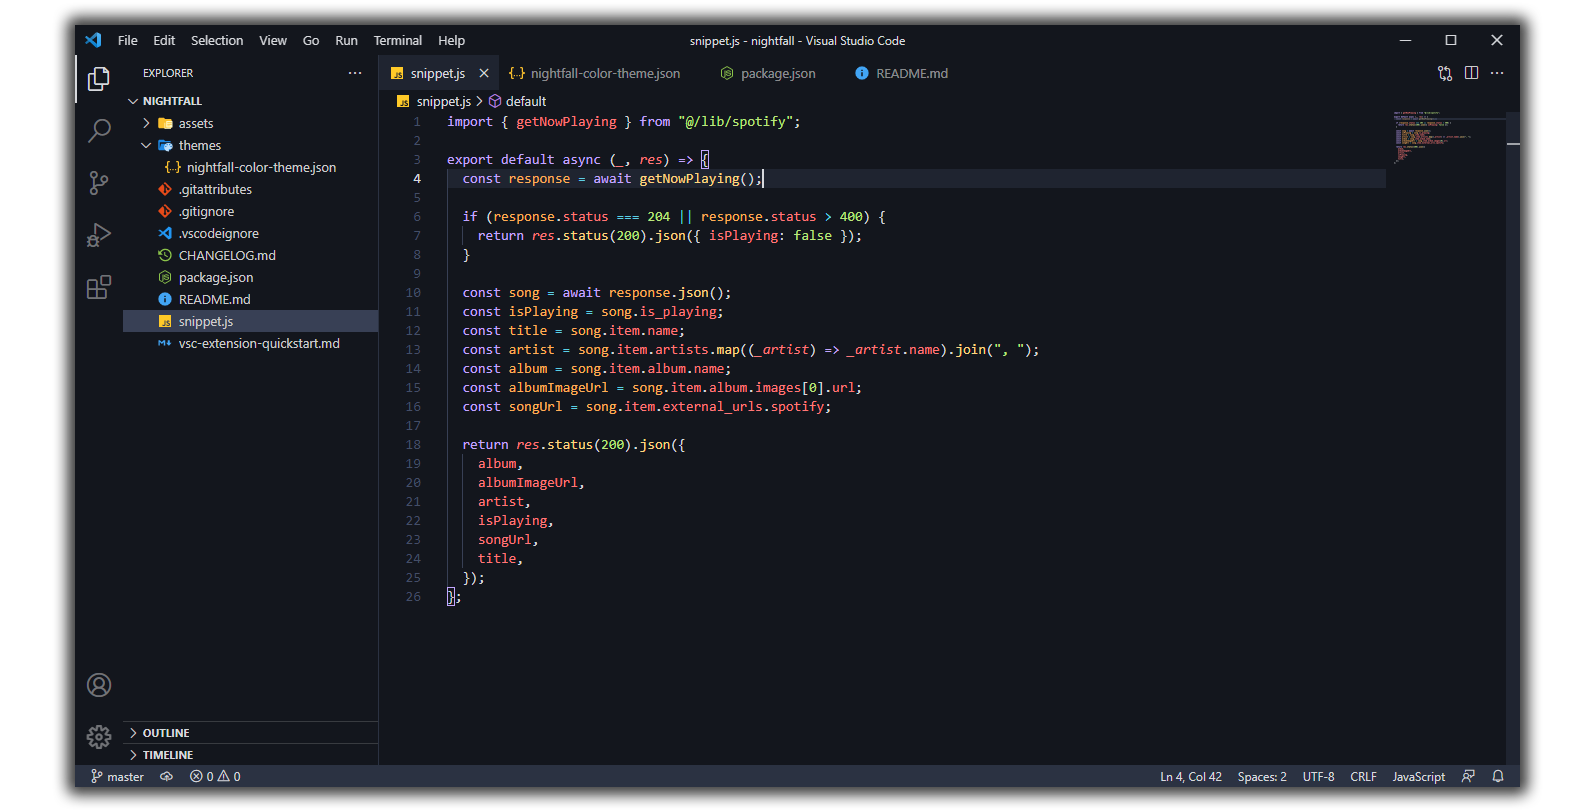 File Edit Selection View Go Run Terminal Help
snippet.js - nightfall - Visual Studio Code
EXPLORER
NIGHTFALL
assets
themes
nightfall-color-theme.json
.gitattributes
.gitignore
.vscodeignore
CHANGELOG.md
package.json
README.md
snippet.js
vsc-extension-quickstart.md
OUTLINE
TIMELINE
snippet.js nightfall-color-theme.json package.json README.md
snippet.js > default
1 import { getNowPlaying } from "@/lib/spotify";
2
3 export default async (_, res) => {
4 const response = await getNowPlaying();
5
6 if (response.status === 204 || response.status > 400) {
7 return res.status(200).json({ isPlaying: false });
8 }
9
10 const song = await response.json();
11 const isPlaying = song.is_playing;
12 const title = song.item.name;
13 const artist = song.item.artists.map((_artist) => _artist.name).join(", ");
14 const album = song.item.album.name;
15 const albumImageUrl = song.item.album.images[0].url;
16 const songUrl = song.item.external_urls.spotify;
17
18 return res.status(200).json({
19 album,
20 albumImageUrl,
21 artist,
22 isPlaying,
23 songUrl,
24 title,
25 });
26 };
master 0 0 Ln 4, Col 42 Spaces: 2 UTF-8 CRLF JavaScript